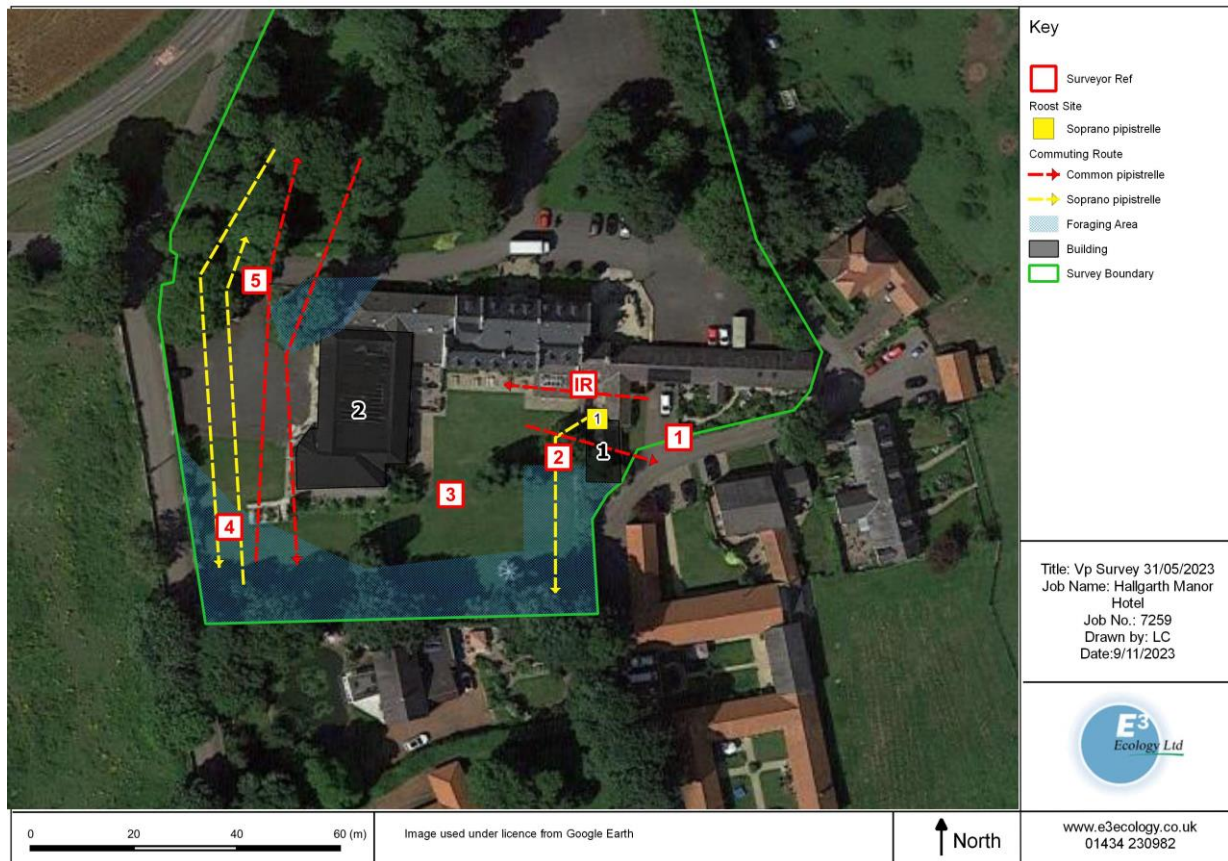 Key
Surveyor Ref
Roost Site
Soprano pipistrelle
Commuting Route
Common pipistrelle
Soprano pipistrelle
Foraging Area
Building
Survey Boundary
5
IR
1
2
1
2
1
3
4
Title: Vp Survey 31/05/2023
Job Name: Hallgarth Manor
Hotel
Job No.: 7259
Drawn by: LC
Date:9/11/2023
E3
Ecology Ltd
0 20 40 60 (m)
Image used under licence from Google Earth
North
www.e3ecology.co.uk
01434 230982